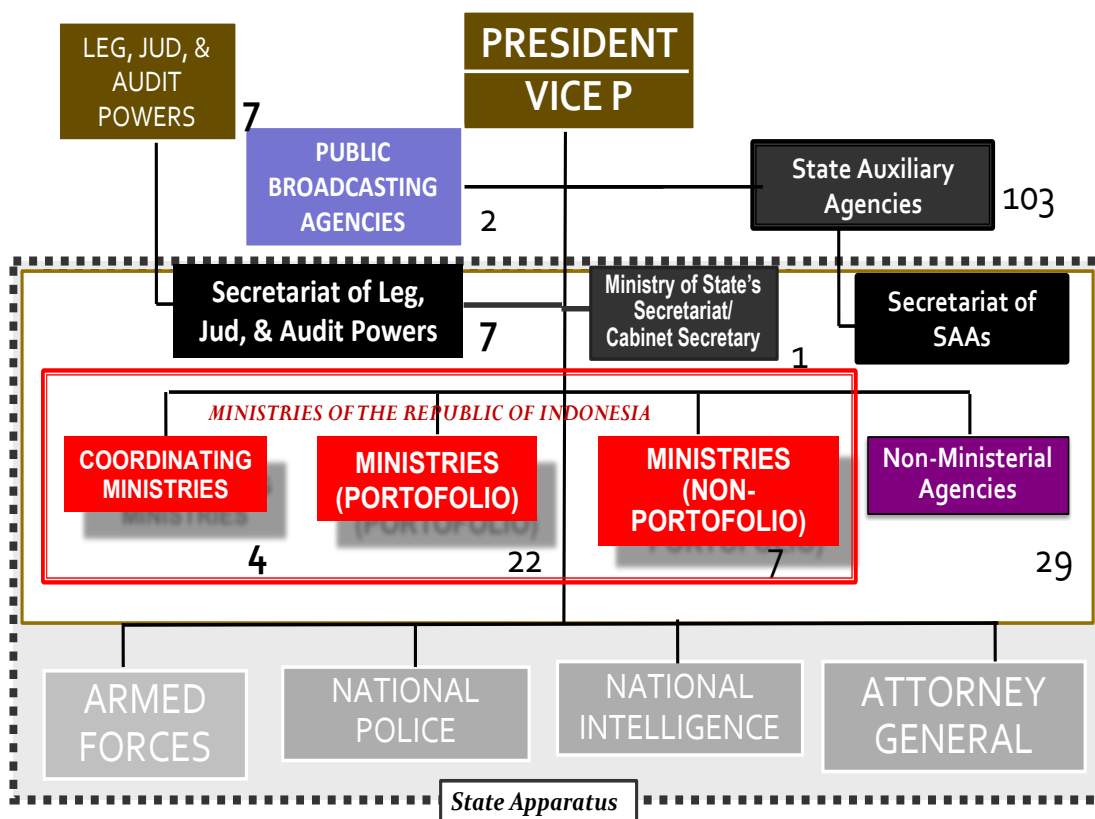 LEG, JUD, &
AUDIT
POWERS
7
PRESIDENT
VICE P
PUBLIC
BROADCASTING
AGENCIES
2
State Auxiliary
Agencies
103
Secretariat of Leg,
Jud, & Audit Powers
7
Ministry of State's
Secretariat/
Cabinet Secretary
1
Secretariat of
SAAs
MINISTRIES OF THE REPUBLIC OF INDONESIA
COORDINATING
MINISTRIES
4
MINISTRIES
(PORTOFOLIO)
22
MINISTRIES
(NON-
PORTOFOLIO)
7
Non-Ministerial
Agencies
29
ARMED
FORCES
NATIONAL
POLICE
NATIONAL
INTELLIGENCE
ATTORNEY
GENERAL
State Apparatus